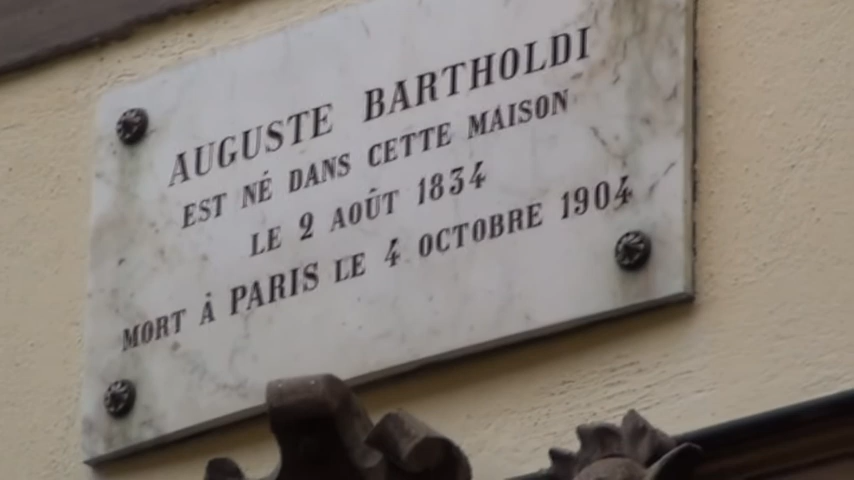 AUGUSTE BARTHOLDI
EST NÉ DANS CETTE MAISON
LE 2 AOÛT 1834
MORT À PARIS LE 4 OCTOBRE 1904